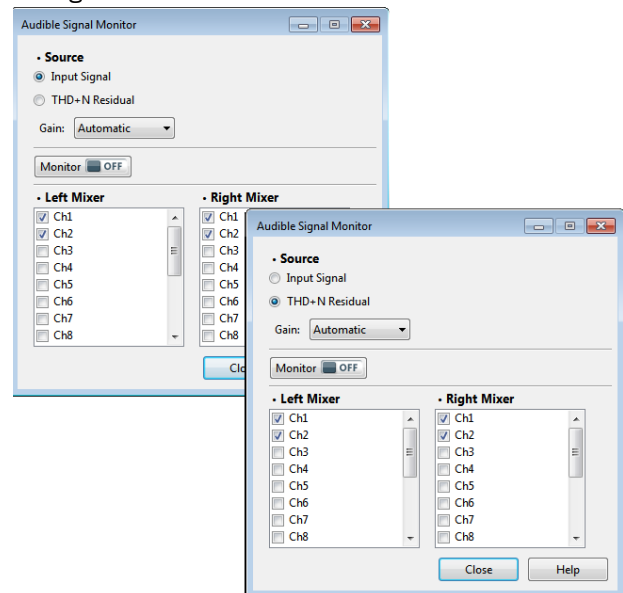 Audible Signal Monitor
• Source
Input Signal
THD+N Residual
Gain: Automatic
Monitor OFF
• Left Mixer • Right Mixer
Ch1 Ch1
Ch2 Ch2
Ch3 Ch3
Ch4 Ch4
Ch5 Ch5
Ch6 Ch6
Ch7 Ch7
Ch8 Ch8
Audible Signal Monitor
• Source
Input Signal
THD+N Residual
Gain: Automatic
Monitor OFF
• Left Mixer • Right Mixer
Ch1 Ch1
Ch2 Ch2
Ch3 Ch3
Ch4 Ch4
Ch5 Ch5
Ch6 Ch6
Ch7 Ch7
Ch8 Ch8
Close Help